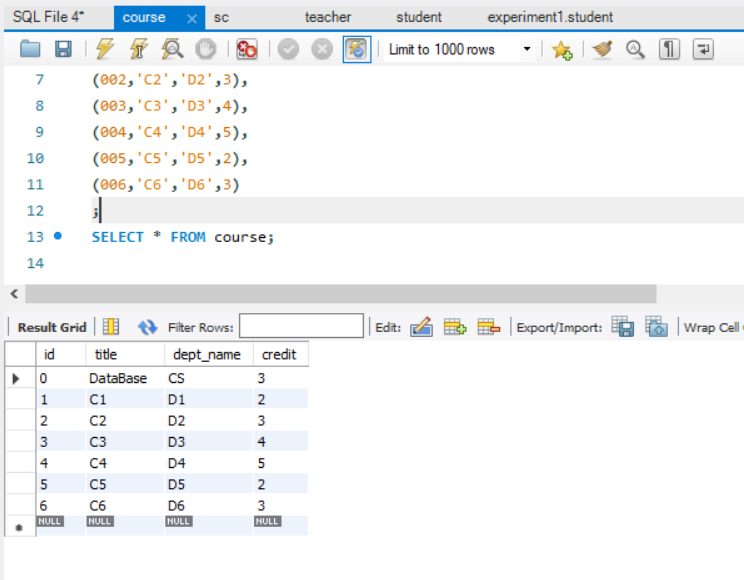 SQL File 4* course sc teacher student experiment1.student
Limit to 1000 rows
7 (002,'C2','D2',3),
8 (003,'C3','D3',4),
9 (004,'C4','D4',5),
10 (005,'C5','D5',2),
11 (006,'C6','D6',3)
12 ;
13 SELECT * FROM course;
14
Result Grid Filter Rows: Edit: Export/Import: Wrap Cell
id title dept_name credit
0 DataBase CS 3
1 C1 D1 2
2 C2 D2 3
3 C3 D3 4
4 C4 D4 5
5 C5 D5 2
6 C6 D6 3
NULL NULL NULL NULL